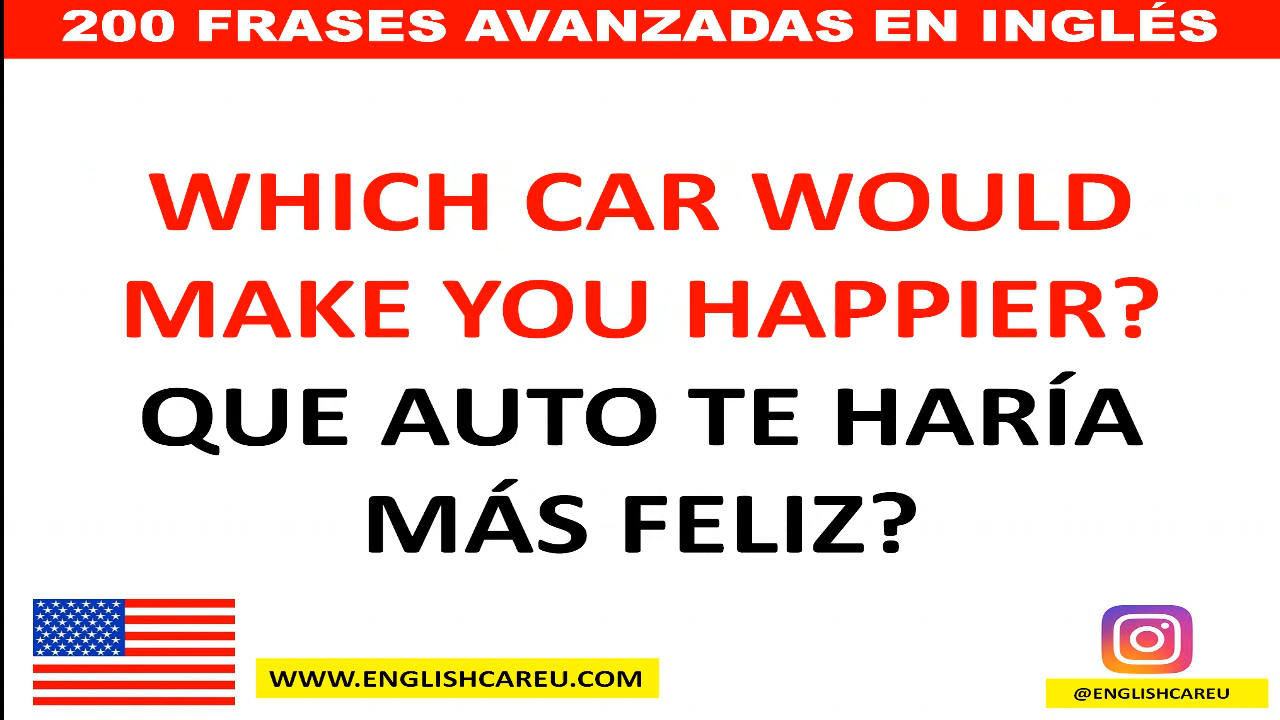 200 FRASES AVANZADAS EN INGLÉS
WHICH CAR WOULD
MAKE YOU HAPPIER?
QUE AUTO TE HARÍA
MÁS FELIZ?
WWW.ENGLISHCAREU.COM
@ENGLISHCAREU